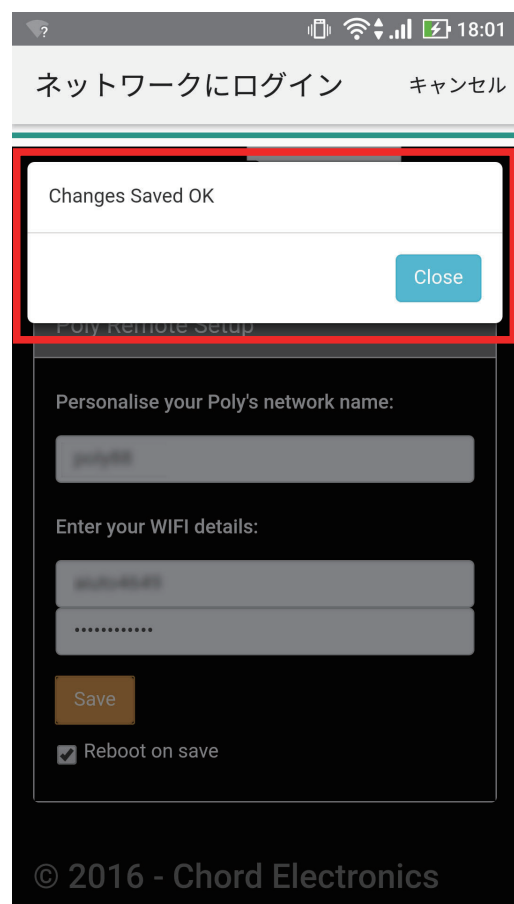 18:01
ネットワークにログイン キャンセル
Changes Saved OK
Close
Poly Remote Setup
Personalise your Poly's network name:
Enter your WIFI details:
••••••••••••
Save
Reboot on save
© 2016 - Chord Electronics